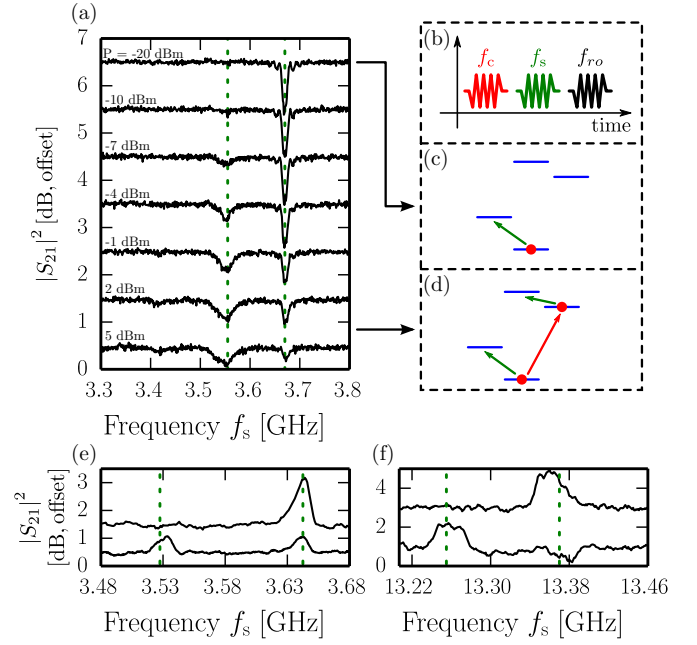 (a)
7
6
5
4
3
2
1
0
|S₂₁|² [dB, offset]
P = -20 dBm
-10 dBm
-7 dBm
-4 dBm
-1 dBm
2 dBm
5 dBm
3.3 3.4 3.5 3.6 3.7 3.8
Frequency fₛ [GHz]
(b)
f_c f_s f_ro
time
(c)
(d)
(e)
3
2
1
0
|S₂₁|²
[dB, offset]
3.48 3.53 3.58 3.63 3.68
Frequency fₛ [GHz]
(f)
4
2
0
13.22 13.30 13.38 13.46
Frequency fₛ [GHz]